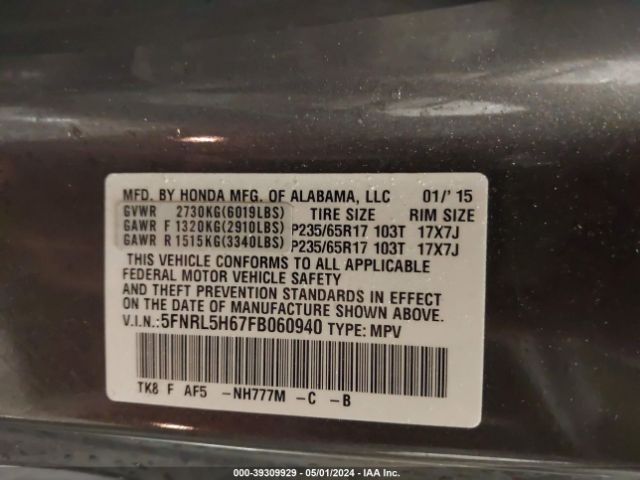 MFD. BY HONDA MFG. OF ALABAMA, LLC 01/' 15
GVWR 2730KG(6019LBS) TIRE SIZE RIM SIZE
GAWR F 1320KG(2910LBS) P235/65R17 103T 17X7J
GAWR R 1515KG(3340LBS) P235/65R17 103T 17X7J
THIS VEHICLE CONFORMS TO ALL APPLICABLE
FEDERAL MOTOR VEHICLE SAFETY
AND THEFT PREVENTION STANDARDS IN EFFECT
ON THE DATE OF MANUFACTURE SHOWN ABOVE.
V.I.N.:5FNRL5H67FB060940 TYPE: MPV
TK8 F AF5 -NH777M -C -B
000-39309929 - 05/01/2024 - IAA Inc.